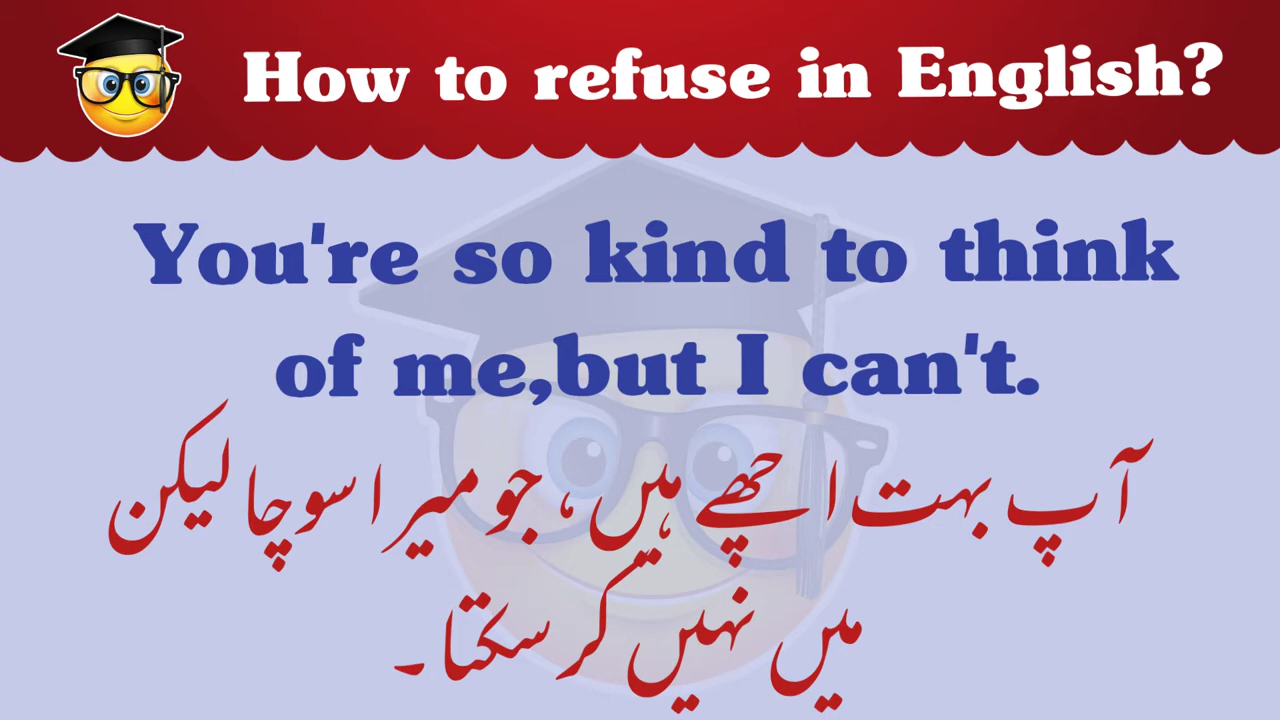 How to refuse in English?
You're so kind to think
of me,but I can't.
آپ بہت اچھے ہیں، جو میرا سوچا لیکن
میں نہیں کر سکتا۔